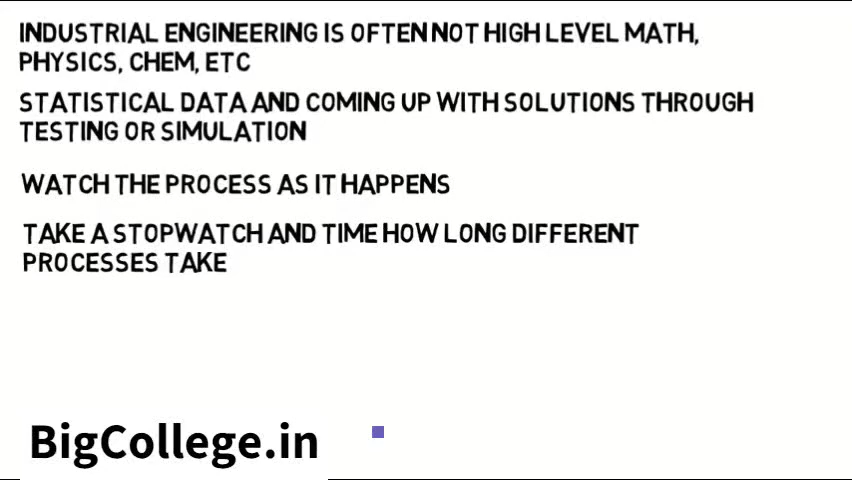 INDUSTRIAL ENGINEERING IS OFTEN NOT HIGH LEVEL MATH,
PHYSICS, CHEM, ETC
STATISTICAL DATA AND COMING UP WITH SOLUTIONS THROUGH
TESTING OR SIMULATION
WATCH THE PROCESS AS IT HAPPENS
TAKE A STOPWATCH AND TIME HOW LONG DIFFERENT
PROCESSES TAKE
BigCollege.in